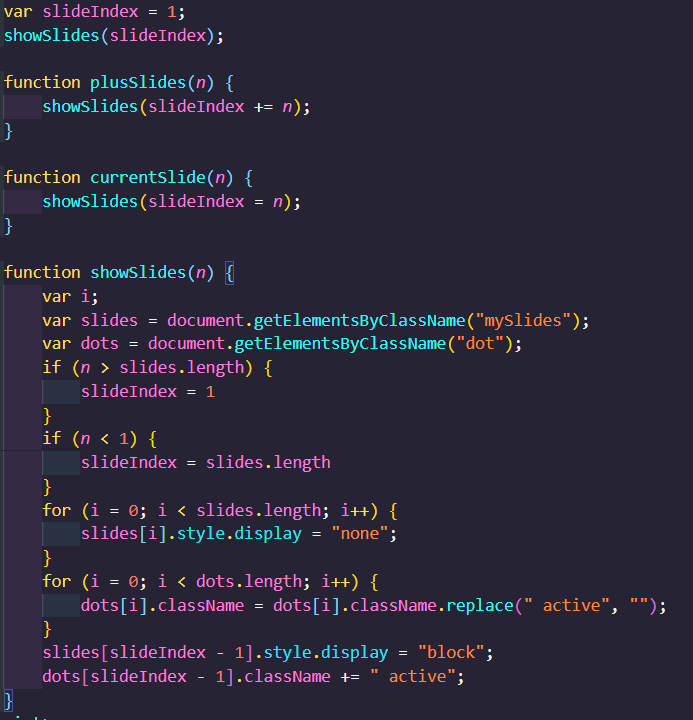 var slideIndex = 1;
showSlides(slideIndex);

function plusSlides(n) {
    showSlides(slideIndex += n);
}

function currentSlide(n) {
    showSlides(slideIndex = n);
}

function showSlides(n) {
    var i;
    var slides = document.getElementsByClassName("mySlides");
    var dots = document.getElementsByClassName("dot");
    if (n > slides.length) {
        slideIndex = 1
    }
    if (n < 1) {
        slideIndex = slides.length
    }
    for (i = 0; i < slides.length; i++) {
        slides[i].style.display = "none";
    }
    for (i = 0; i < dots.length; i++) {
        dots[i].className = dots[i].className.replace(" active", "");
    }
    slides[slideIndex - 1].style.display = "block";
    dots[slideIndex - 1].className += " active";
}